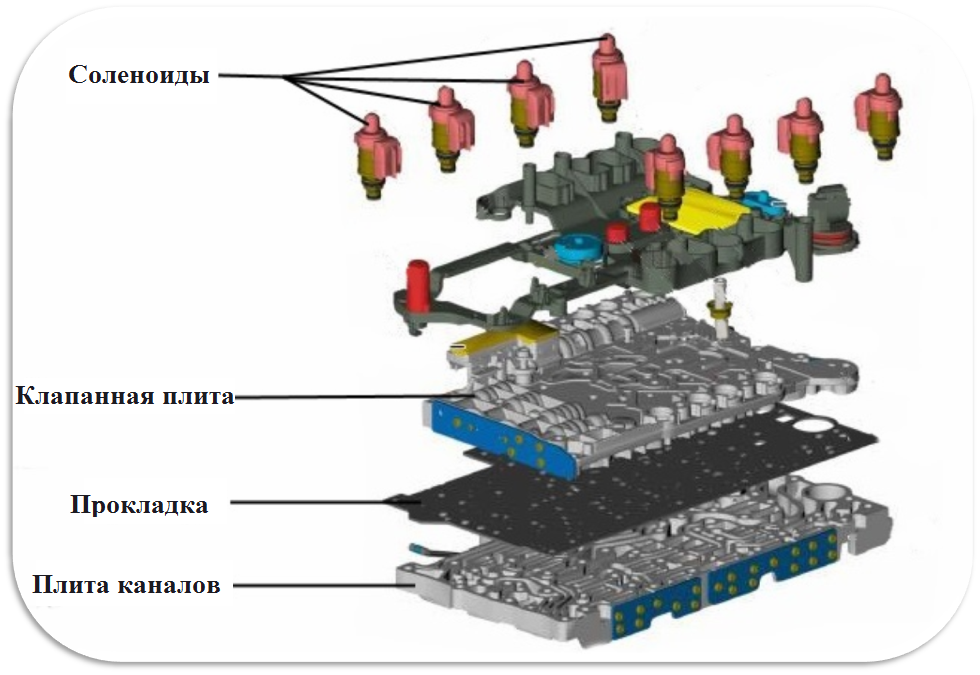 Соленоиды
Клапанная плита
Прокладка
Плита каналов